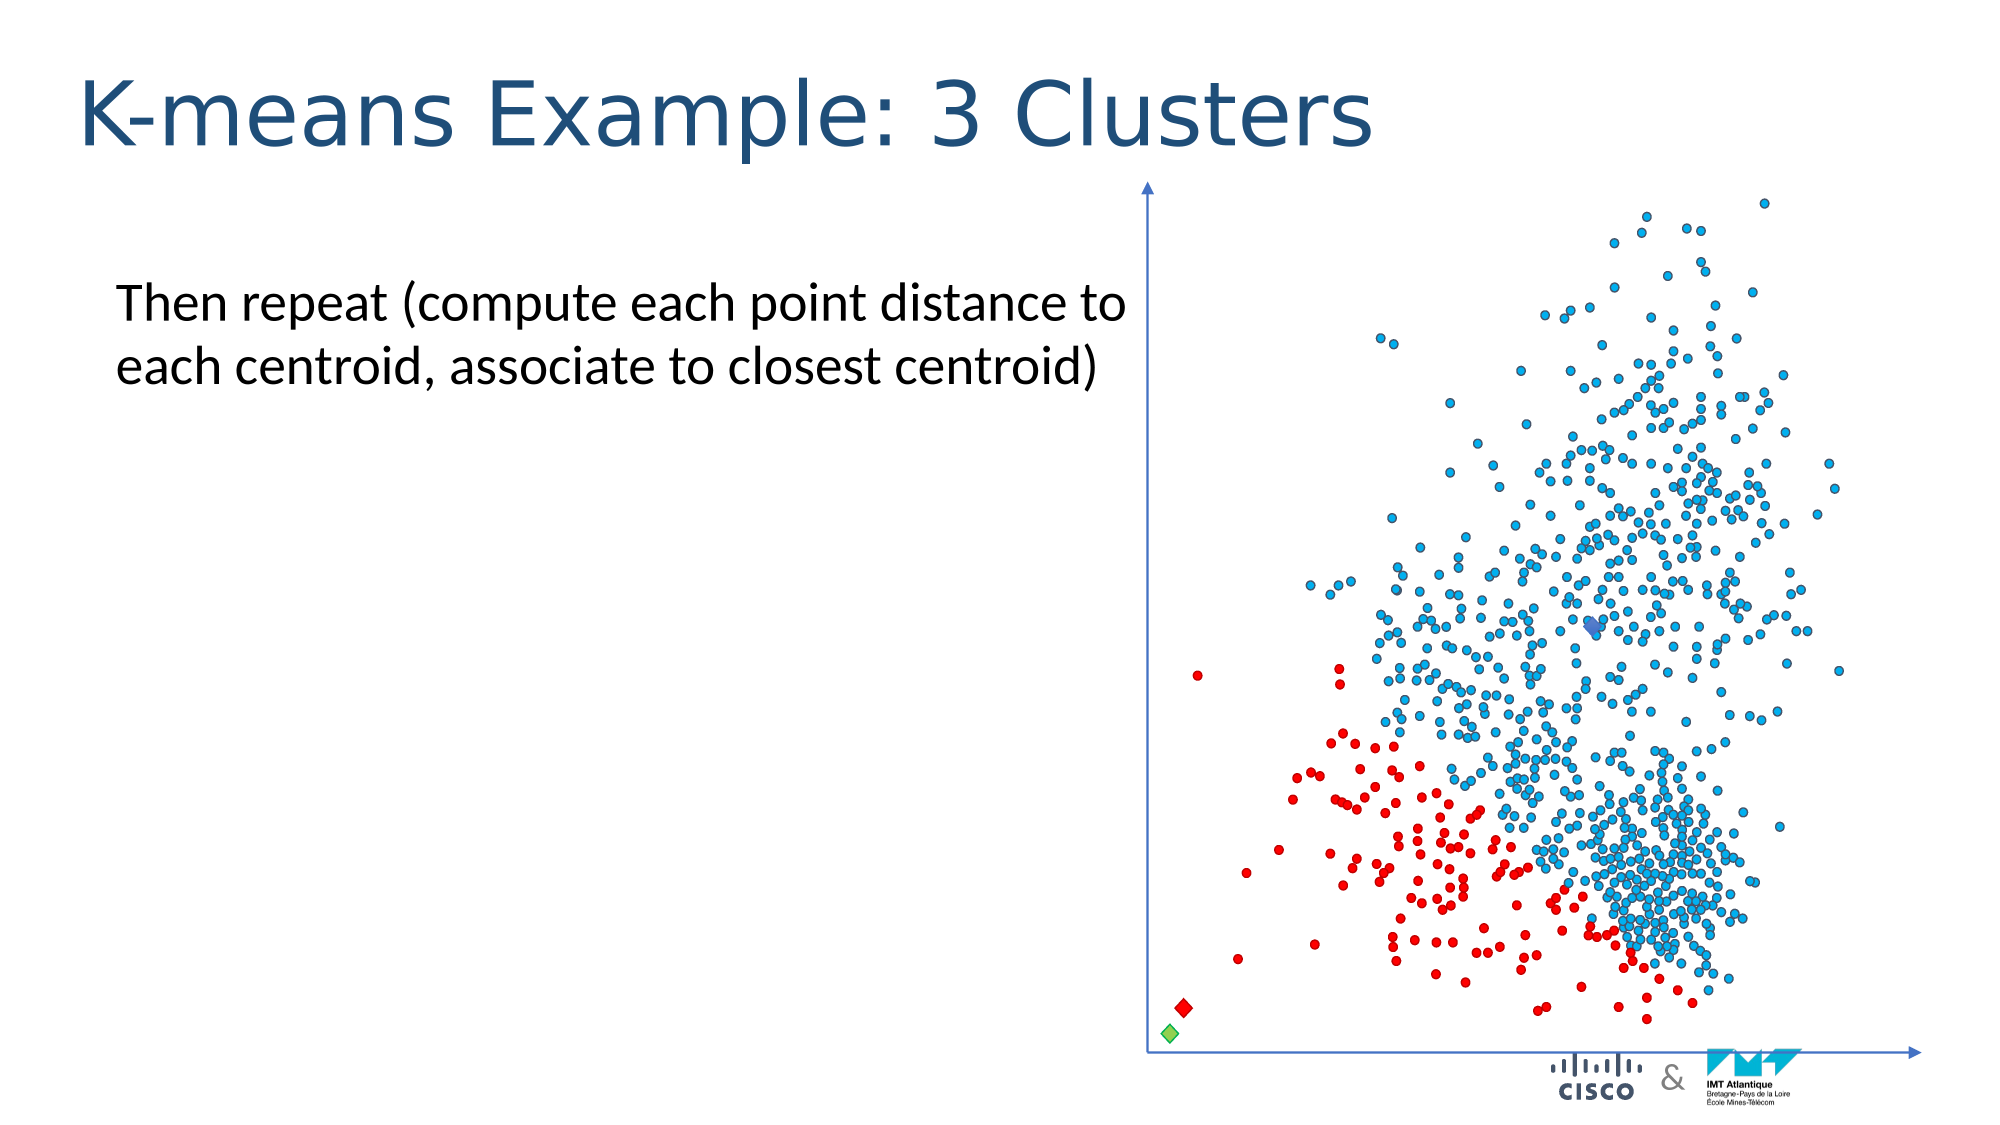 K-means Example: 3 Clusters
Then repeat (compute each point distance to
each centroid, associate to closest centroid)
CISCO
&
IMT Atlantique
Bretagne-Pays de la Loire
École Mines-Télécom